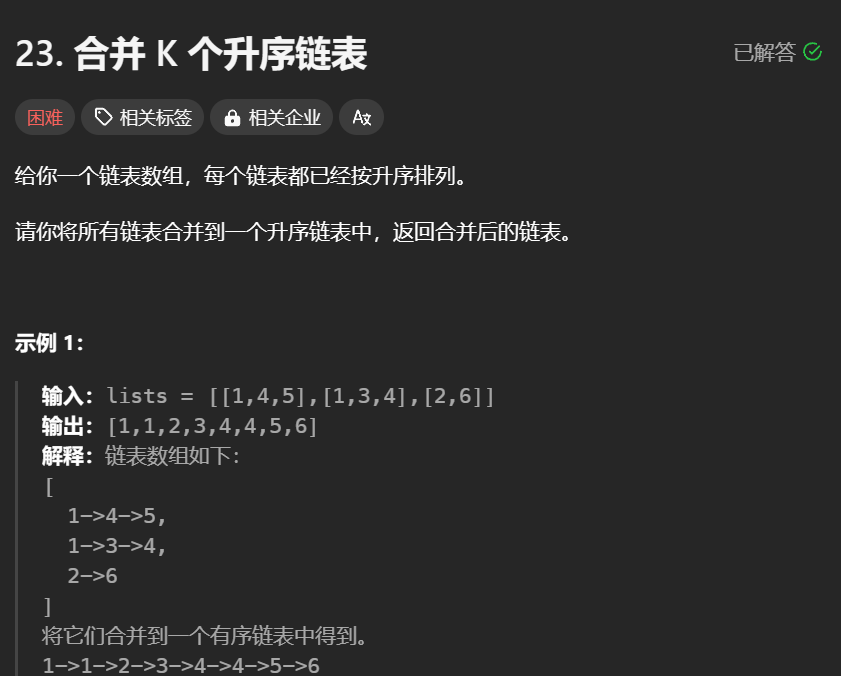 23. 合并 K 个升序链表
已解答
困难 相关标签 相关企业
给你一个链表数组，每个链表都已经按升序排列。
请你将所有链表合并到一个升序链表中，返回合并后的链表。
示例 1：
输入：lists = [[1,4,5],[1,3,4],[2,6]]
输出：[1,1,2,3,4,4,5,6]
解释：链表数组如下：
[
1->4->5,
1->3->4,
2->6
]
将它们合并到一个有序链表中得到。
1->1->2->3->4->4->5->6